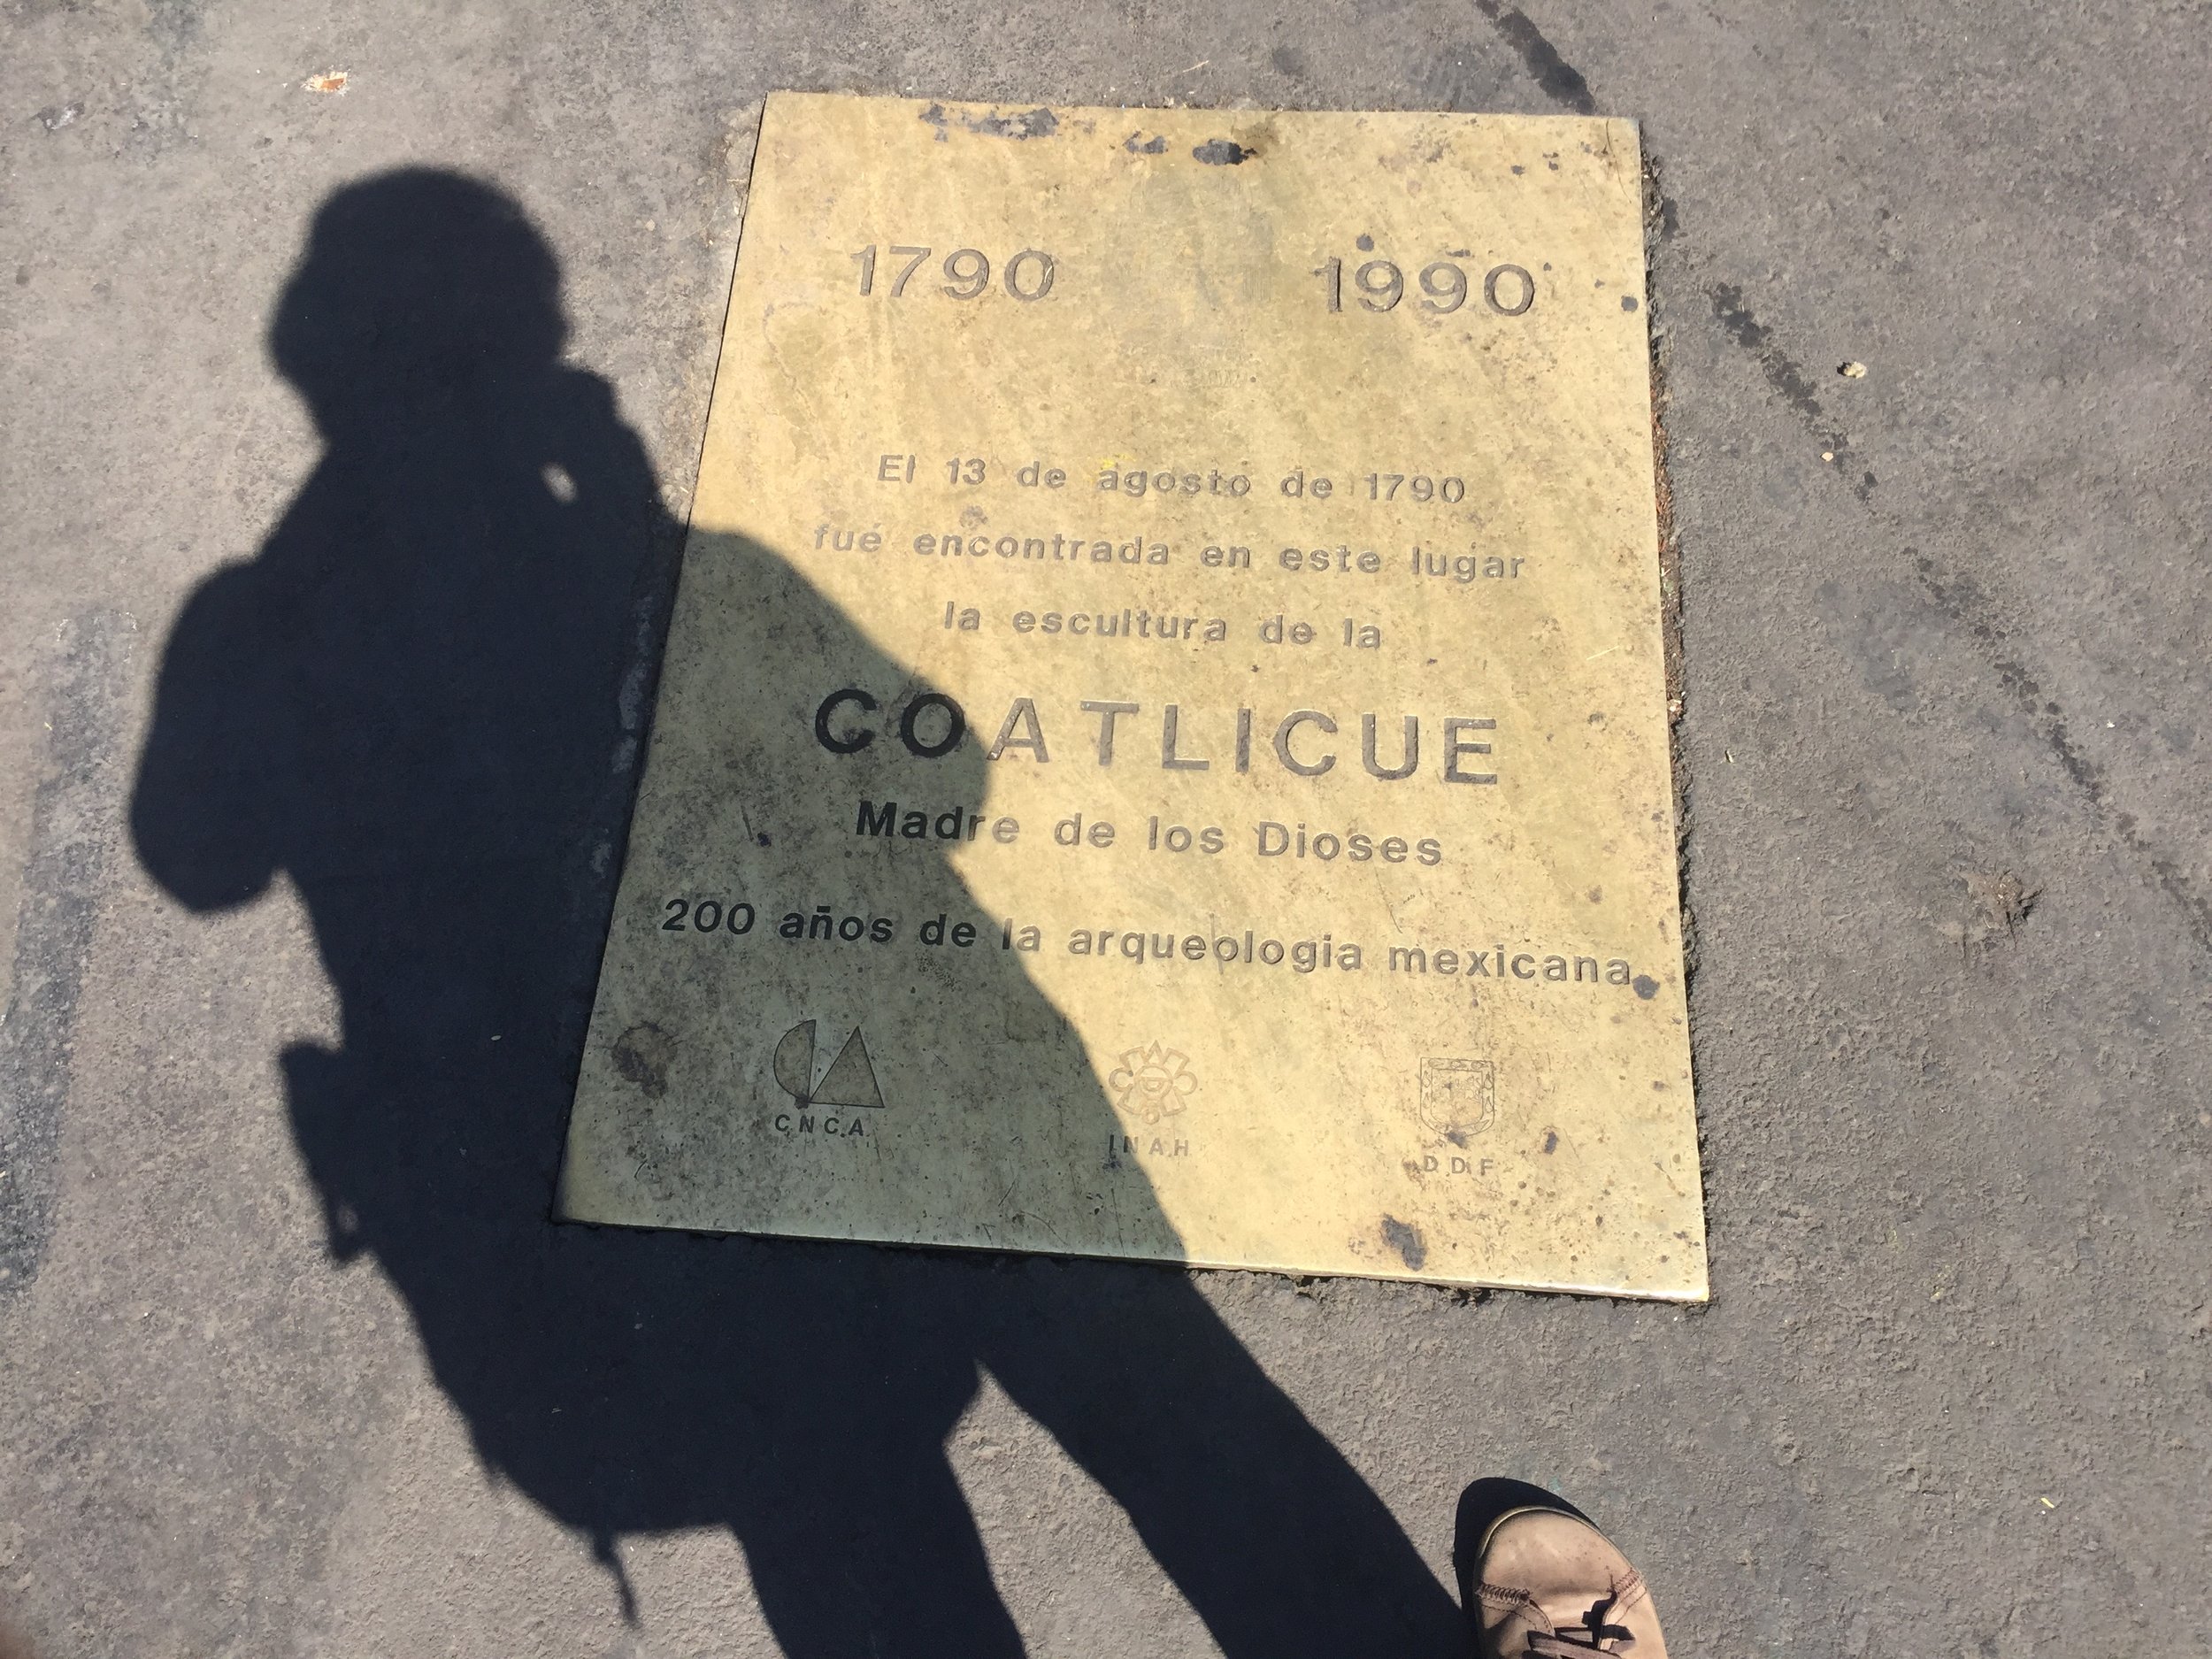 1790 1990
El 13 de agosto de 1790
fué encontrada en este lugar
la escultura de la
COATLICUE
Madre de los Dioses
200 años de la arqueologia mexicana
CNCA INAH DDF